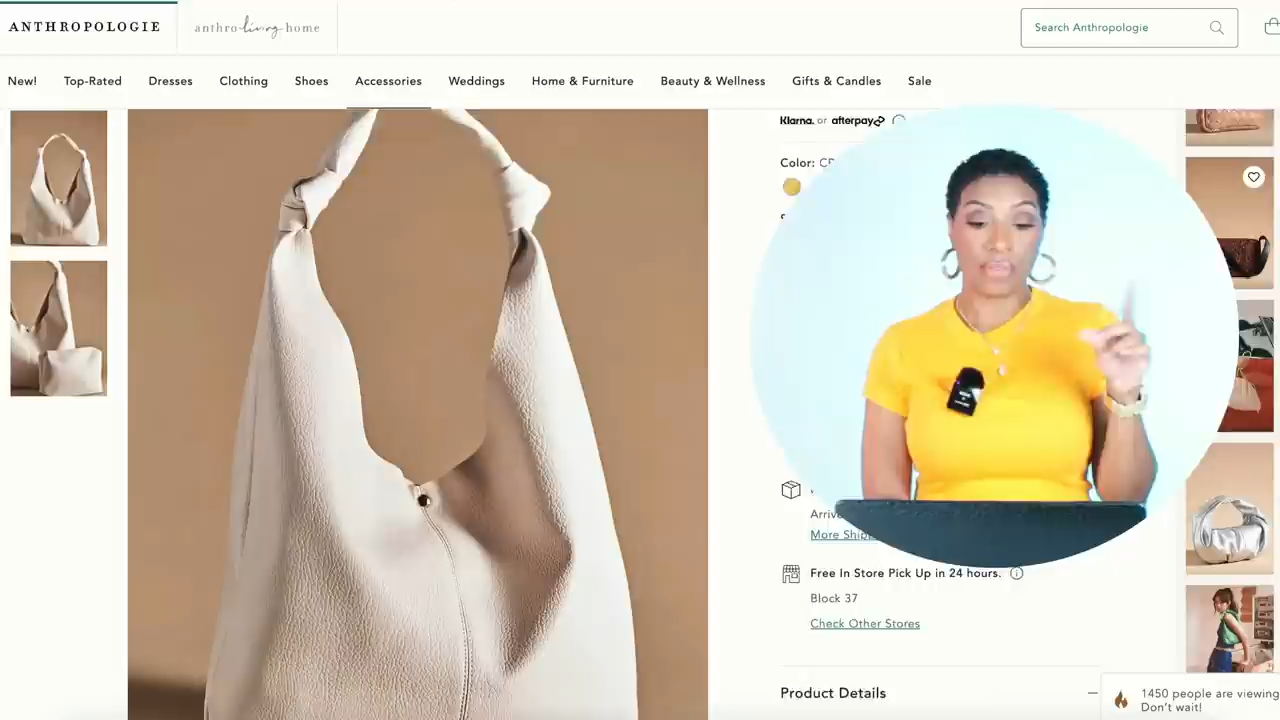 ANTHROPOLOGIE
anthro living home
Search Anthropologie
New! Top-Rated Dresses Clothing Shoes Accessories Weddings Home & Furniture Beauty & Wellness Gifts & Candles Sale
Klarna. or afterpay
Color:
More
Free In Store Pick Up in 24 hours.
Block 37
Check Other Stores
Product Details
1450 people are viewing
Don't wait!